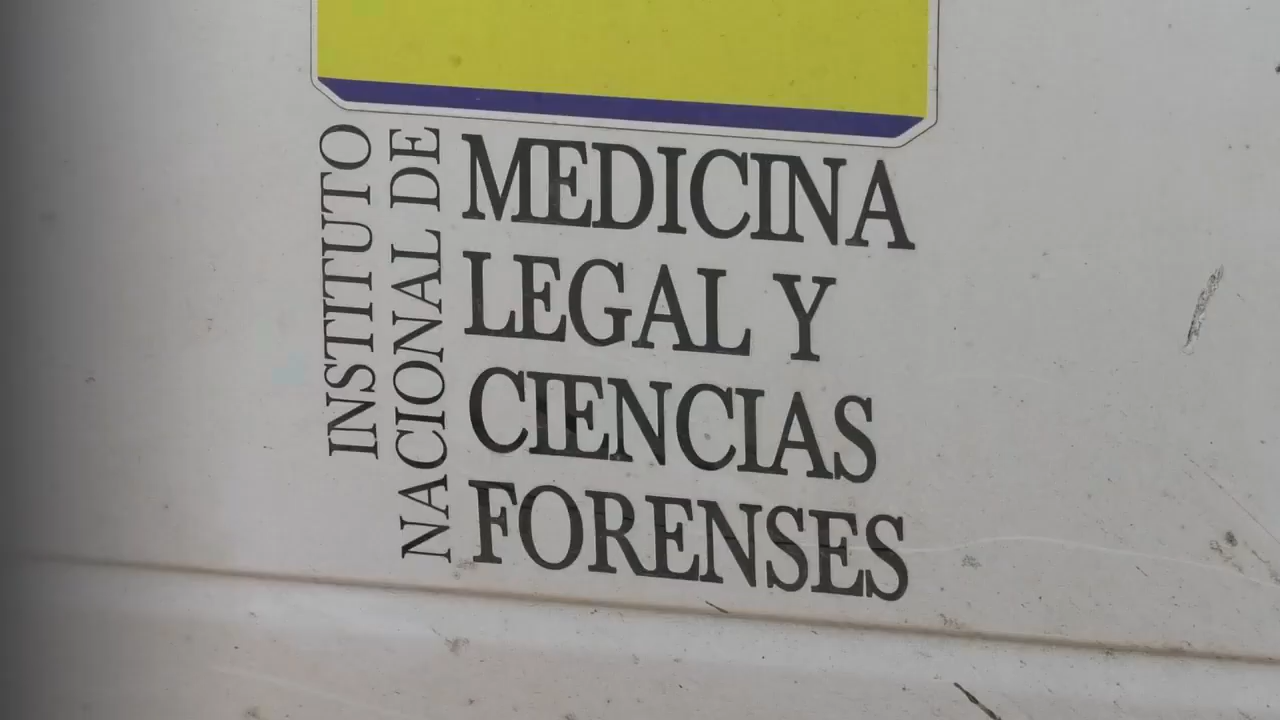 INSTITUTO
NACIONAL DE
MEDICINA
LEGAL Y
CIENCIAS
FORENSES